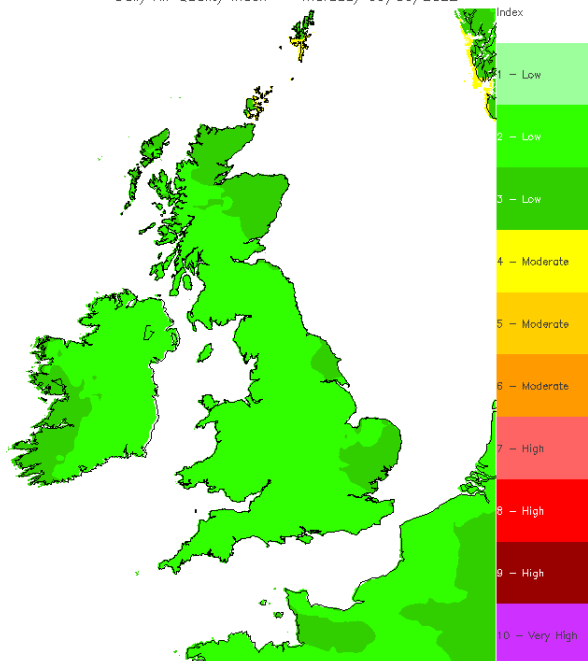 Index
1 - Low
2 - Low
3 - Low
4 - Moderate
5 - Moderate
6 - Moderate
7 - High
8 - High
9 - High
10 - Very High